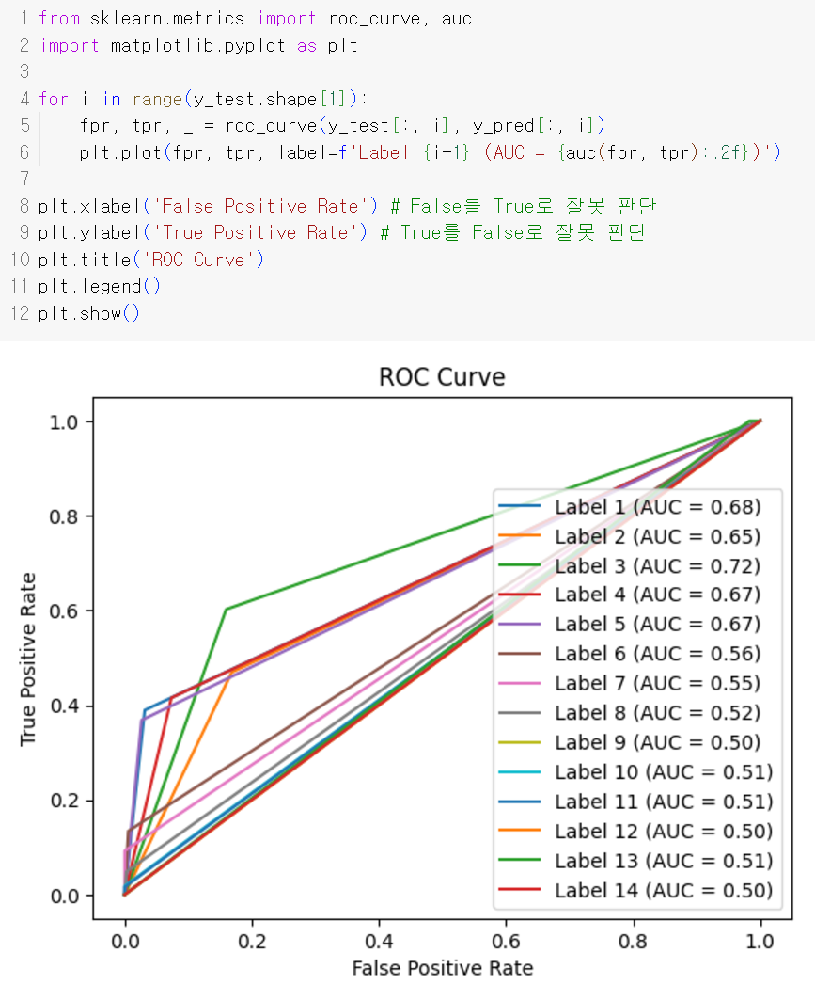 1 from sklearn.metrics import roc_curve, auc
2 import matplotlib.pyplot as plt
3
4 for i in range(y_test.shape[1]):
5     fpr, tpr, _ = roc_curve(y_test[:, i], y_pred[:, i])
6     plt.plot(fpr, tpr, label=f'Label {i+1} (AUC = {auc(fpr, tpr):.2f})')
7
8 plt.xlabel('False Positive Rate') # False를 True로 잘못 판단
9 plt.ylabel('True Positive Rate') # True를 False로 잘못 판단
10 plt.title('ROC Curve')
11 plt.legend()
12 plt.show()
ROC Curve
True Positive Rate
1.0
0.8
0.6
0.4
0.2
0.0
Label 1 (AUC = 0.68)
Label 2 (AUC = 0.65)
Label 3 (AUC = 0.72)
Label 4 (AUC = 0.67)
Label 5 (AUC = 0.67)
Label 6 (AUC = 0.56)
Label 7 (AUC = 0.55)
Label 8 (AUC = 0.52)
Label 9 (AUC = 0.50)
Label 10 (AUC = 0.51)
Label 11 (AUC = 0.51)
Label 12 (AUC = 0.50)
Label 13 (AUC = 0.51)
Label 14 (AUC = 0.50)
0.0 0.2 0.4 0.6 0.8 1.0
False Positive Rate